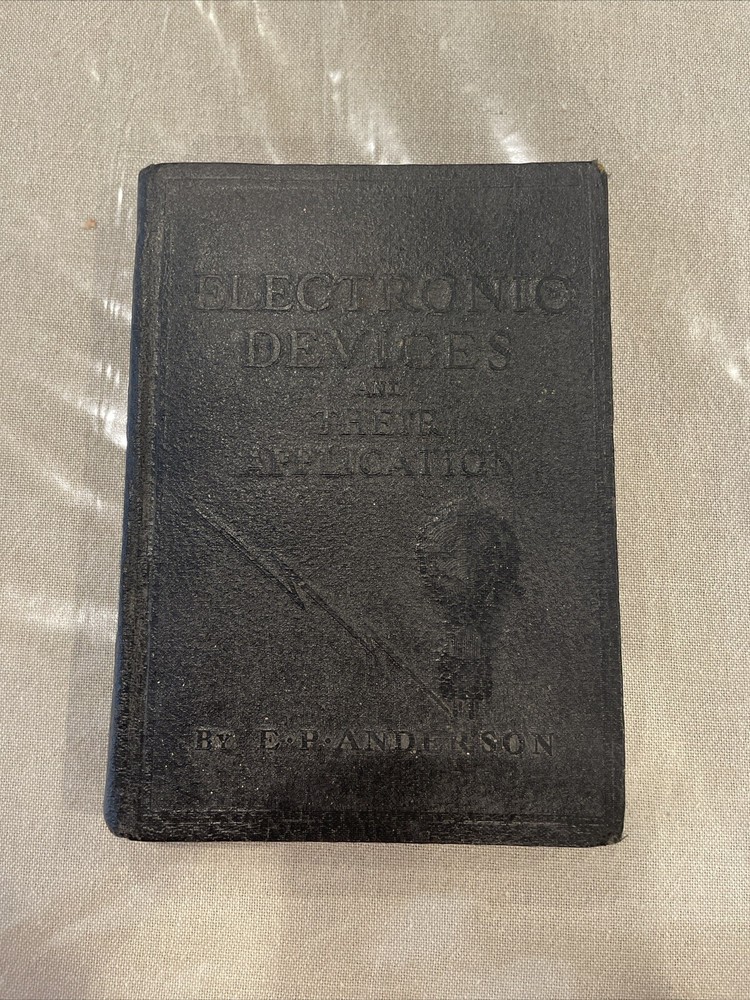 ELECTRONIC
DEVICES
AND
THEIR
APPLICATION
BY E·P·ANDERSON